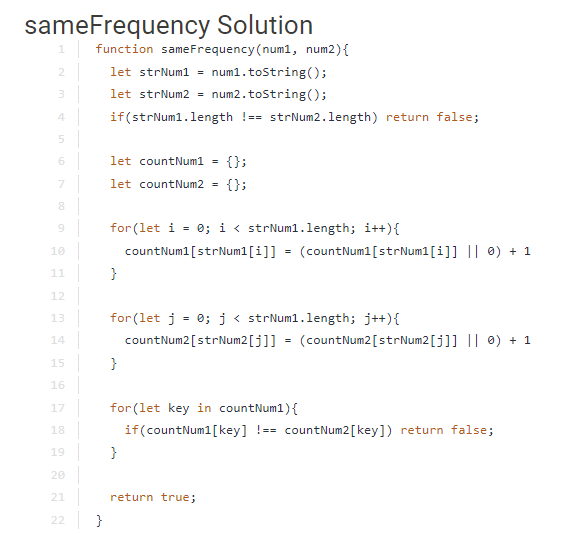 sameFrequency Solution
1 function sameFrequency(num1, num2){
2 let strNum1 = num1.toString();
3 let strNum2 = num2.toString();
4 if(strNum1.length !== strNum2.length) return false;
5
6 let countNum1 = {};
7 let countNum2 = {};
8
9 for(let i = 0; i < strNum1.length; i++){
10 countNum1[strNum1[i]] = (countNum1[strNum1[i]] || 0) + 1
11 }
12
13 for(let j = 0; j < strNum1.length; j++){
14 countNum2[strNum2[j]] = (countNum2[strNum2[j]] || 0) + 1
15 }
16
17 for(let key in countNum1){
18 if(countNum1[key] !== countNum2[key]) return false;
19 }
20
21 return true;
22 }